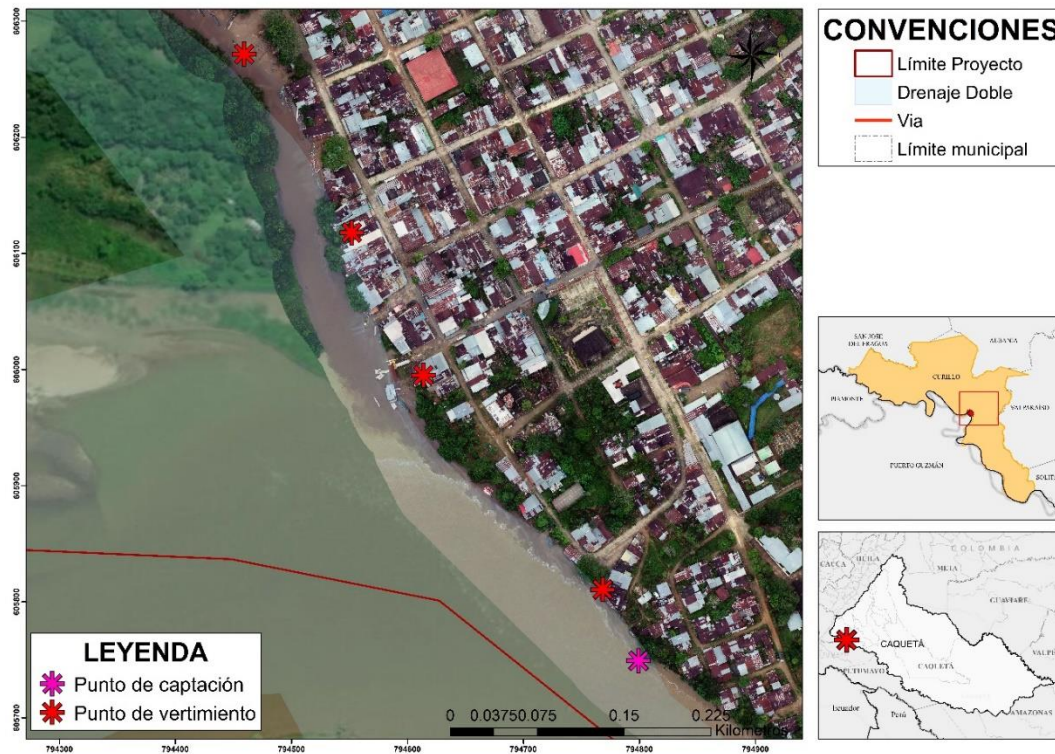 606300
606200
606100
606000
605900
605800
605700
794300
794400
794500
794600
794700
794800
794900
LEYENDA
Punto de captación
Punto de vertimiento
0 0.0375 0.075 0.15 0.225
Kilometros
CONVENCIONES
Límite Proyecto
Drenaje Doble
Via
Límite municipal
SAN JOSE
DEL FRAGUA
ALBANIA
CURILLO
PIAMONTE
VALPARAÍSO
PUERTO GUZMÁN
SOLITA
COLOMBIA
CAUCA
HUILA
META
GUAVIARE
CAQUETÁ
VAUPÉS
CAQUETÁ
PUTUMAYO
AMAZONAS
Ecuador
Perú